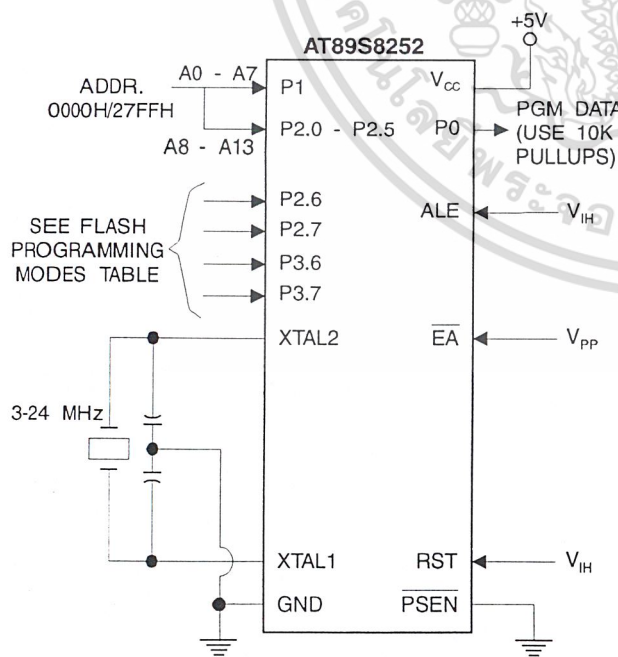 +5V
AT89S8252
ADDR.
0000H/27FFH
A0 - A7
A8 - A13
P1
P2.0 - P2.5
VCC
P0
PGM DATA
(USE 10K
PULLUPS)
SEE FLASH
PROGRAMMING
MODES TABLE
P2.6
P2.7
P3.6
P3.7
ALE
VIH
XTAL2
EA
VPP
3-24 MHz
XTAL1
RST
VIH
GND
PSEN